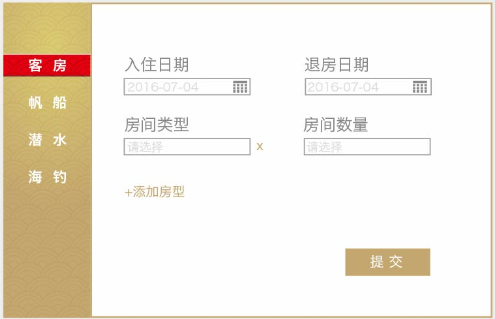 客 房
帆 船
潜 水
海 钓
入住日期
退房日期
2016-07-04
2016-07-04
房间类型
房间数量
请选择
x
请选择
+添加房型
提 交